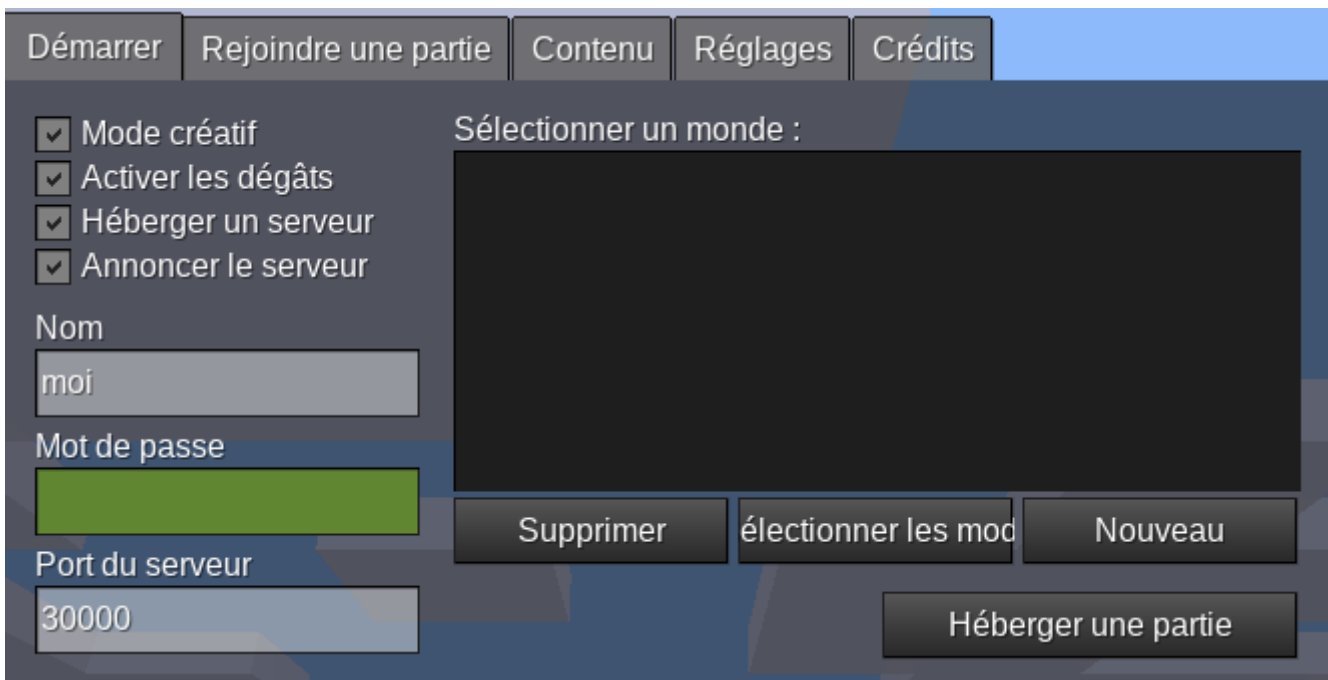 Démarrer Rejoindre une partie Contenu Réglages Crédits
Mode créatif
Activer les dégâts
Héberger un serveur
Annoncer le serveur
Nom
moi
Mot de passe
Port du serveur
30000
Sélectionner un monde :
Supprimer électionner les mod Nouveau
Héberger une partie